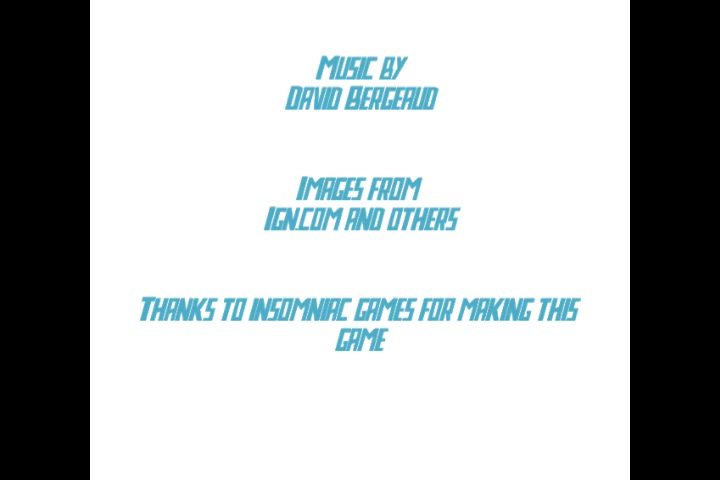 Music by
David Bergeaud
Images from
Ign.com and others
Thanks to insomniac games for making this
game